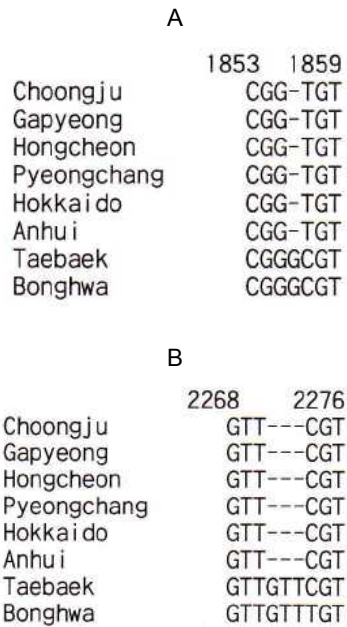 A
1853 1859
Choongju CGG-TGT
Gapyeong CGG-TGT
Hongcheon CGG-TGT
Pyeongchang CGG-TGT
Hokkaido CGG-TGT
Anhui CGG-TGT
Taebaek CGGGCGT
Bonghwa CGGGCGT
B
2268 2276
Choongju GTT---CGT
Gapyeong GTT---CGT
Hongcheon GTT---CGT
Pyeongchang GTT---CGT
Hokkaido GTT---CGT
Anhui GTT---CGT
Taebaek GTTGTTCGT
Bonghwa GTTGTTTGT